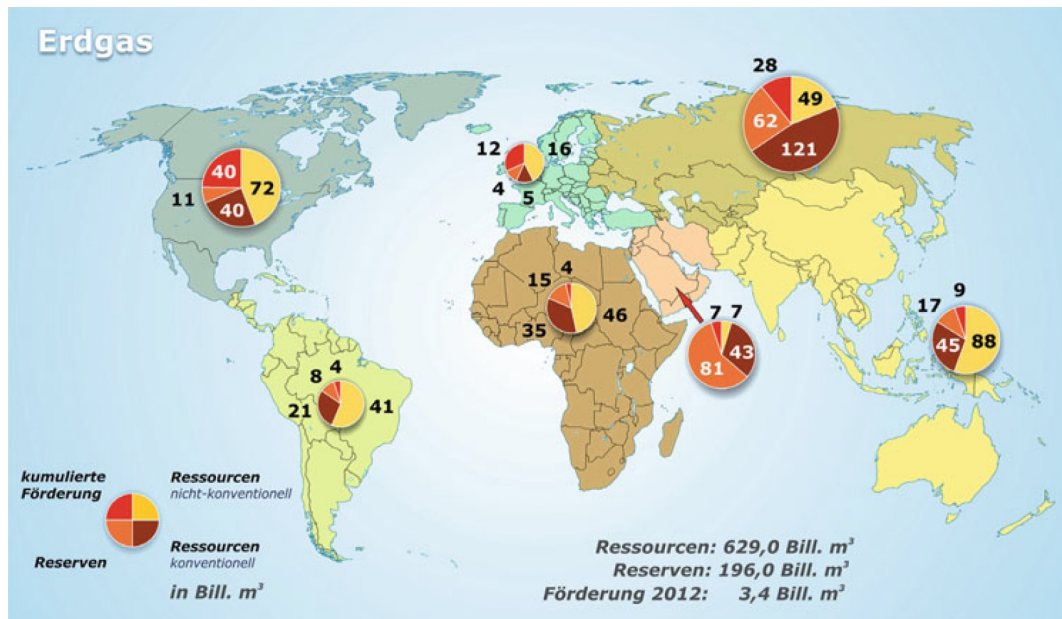 Erdgas
40
72
11
40
12
16
4
5
28
49
62
121
15
4
35
46
7
7
43
81
17
9
45
88
8
4
21
41
kumulierte
Förderung
Ressourcen
nicht-konventionell
Reserven
Ressourcen
konventionell
in Bill. m³
Ressourcen: 629,0 Bill. m³
Reserven: 196,0 Bill. m³
Förderung 2012: 3,4 Bill. m³